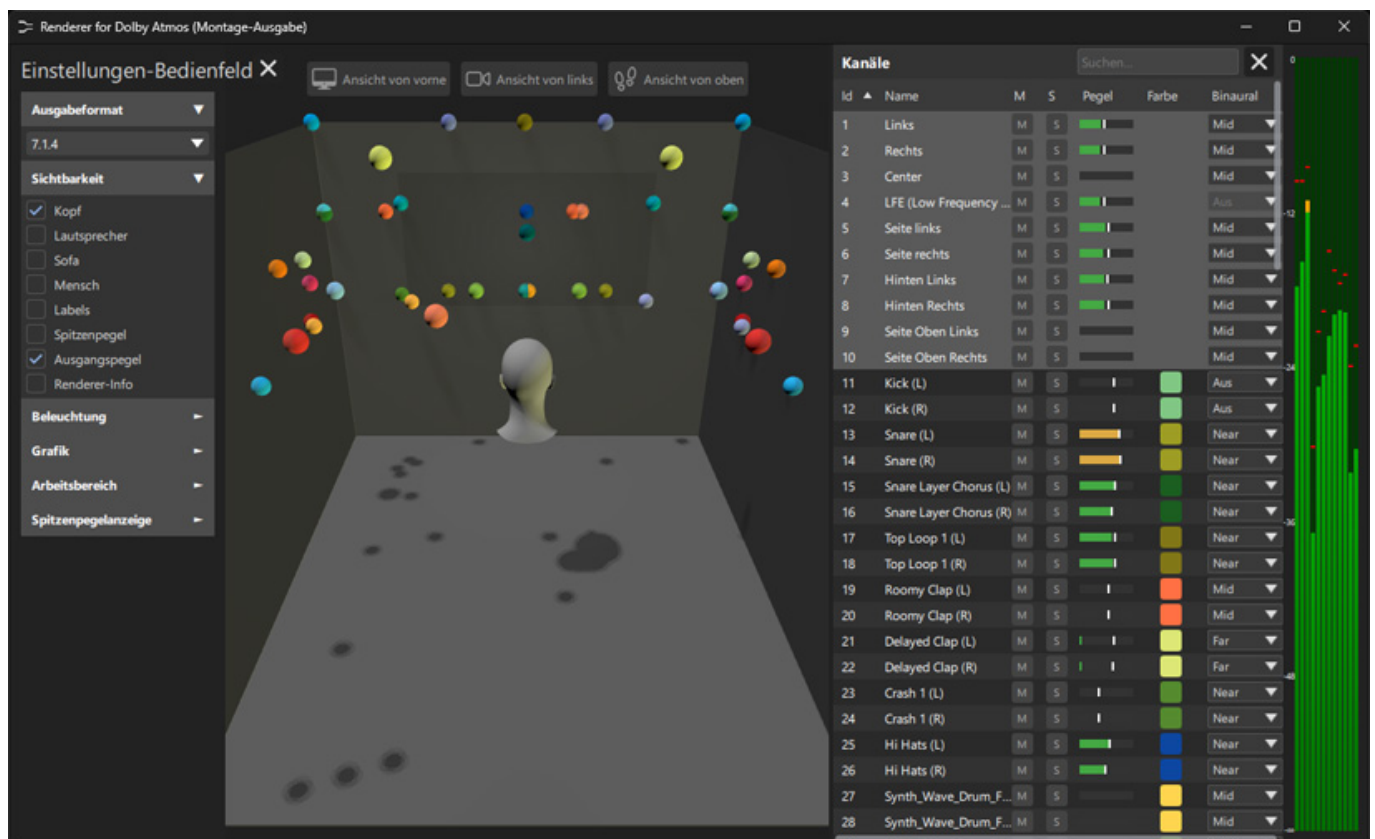 Renderer for Dolby Atmos (Montage-Ausgabe)
Einstellungen-Bedienfeld
Ausgabeformat
7.1.4
Sichtbarkeit
Kopf
Lautsprecher
Sofa
Mensch
Labels
Spitzenpegel
Ausgangspegel
Renderer-Info
Beleuchtung
Grafik
Arbeitsbereich
Spitzenpegelanzeige
Ansicht von vorne Ansicht von links Ansicht von oben
Kanäle Suchen...
Id Name M S Pegel Farbe Binaural
1 Links M S Mid
2 Rechts M S Mid
3 Center M S Mid
4 LFE (Low Frequency ... M S Aus
5 Seite links M S Mid
6 Seite rechts M S Mid
7 Hinten Links M S Mid
8 Hinten Rechts M S Mid
9 Seite Oben Links M S Mid
10 Seite Oben Rechts M S Mid
11 Kick (L) M S Aus
12 Kick (R) M S Aus
13 Snare (L) M S Near
14 Snare (R) M S Near
15 Snare Layer Chorus (L) M S Near
16 Snare Layer Chorus (R) M S Near
17 Top Loop 1 (L) M S Near
18 Top Loop 1 (R) M S Near
19 Roomy Clap (L) M S Mid
20 Roomy Clap (R) M S Mid
21 Delayed Clap (L) M S Far
22 Delayed Clap (R) M S Far
23 Crash 1 (L) M S Near
24 Crash 1 (R) M S Near
25 Hi Hats (L) M S Near
26 Hi Hats (R) M S Near
27 Synth_Wave_Drum_F... M S Mid
28 Synth_Wave_Drum_F... M S Mid
0
-12
-24
-36
-48